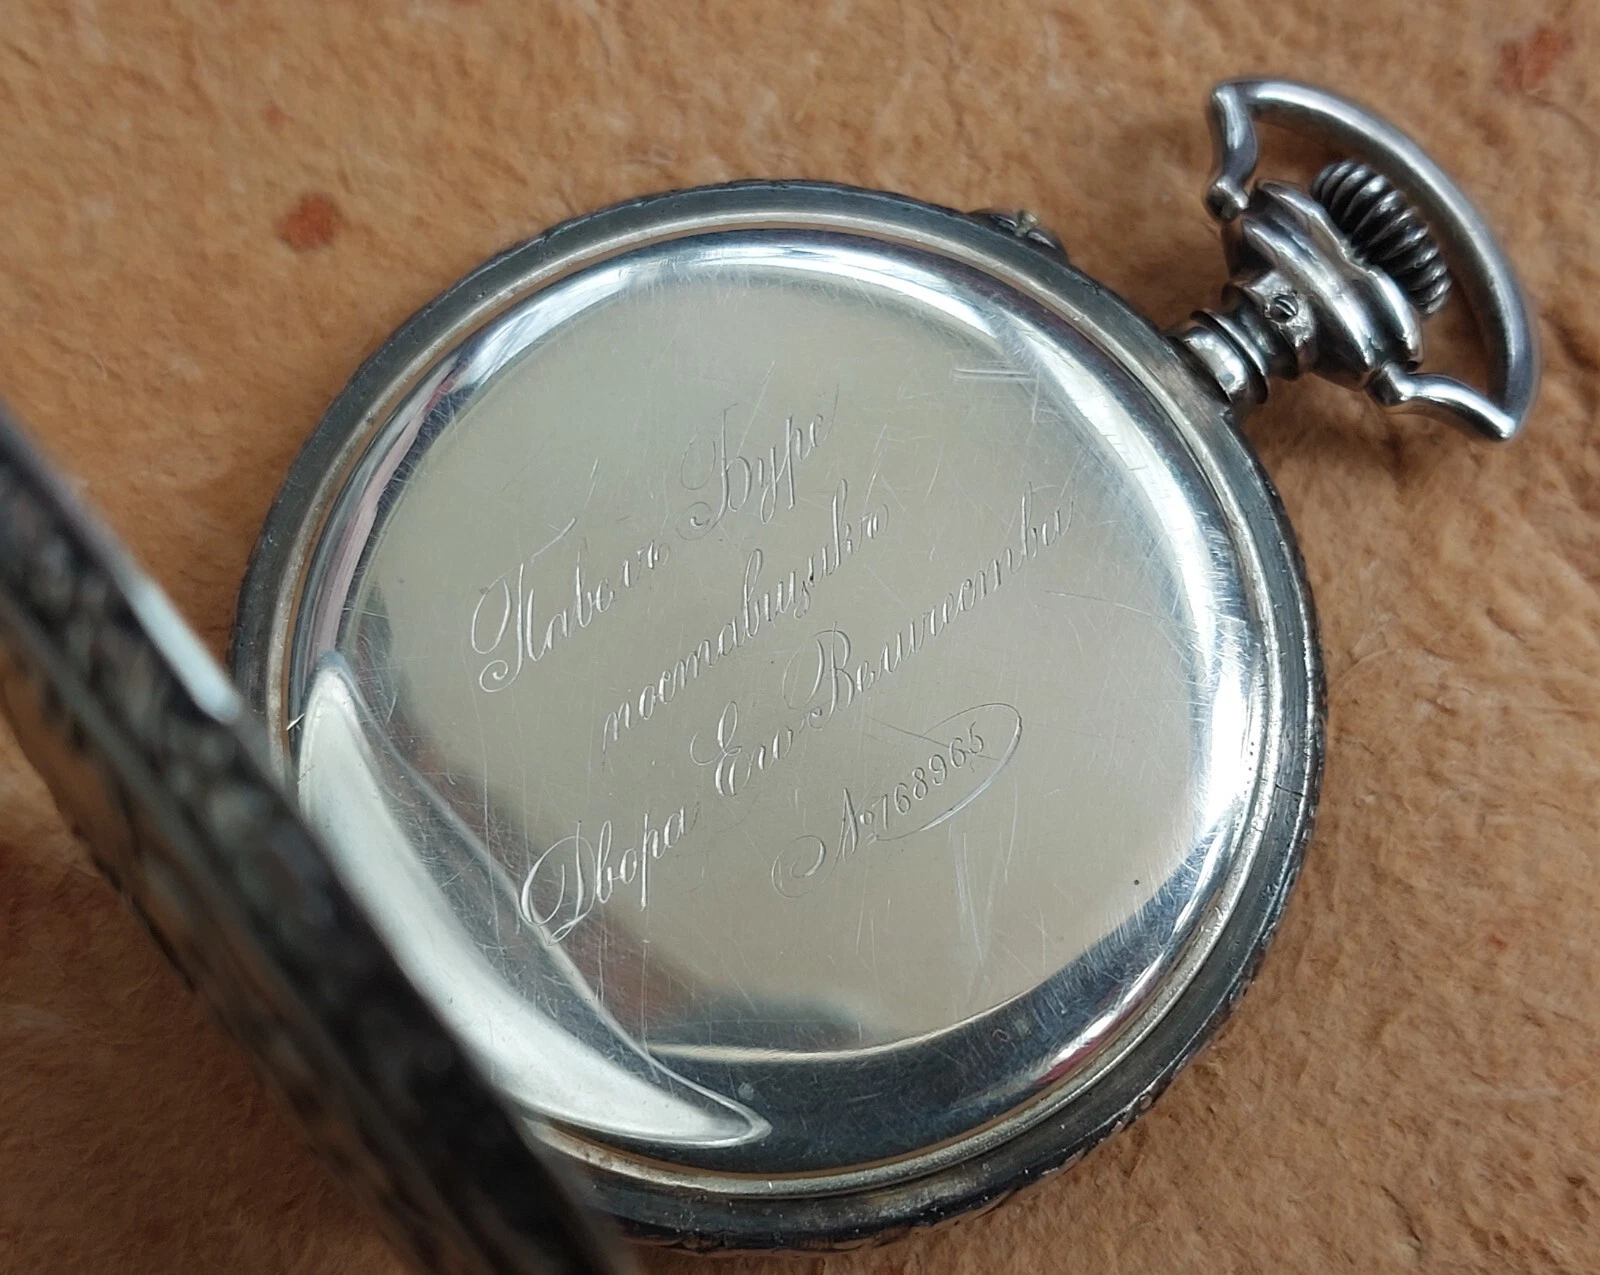 Павелъ Буре
поставщикъ
Двора Его Величества
№ 768965